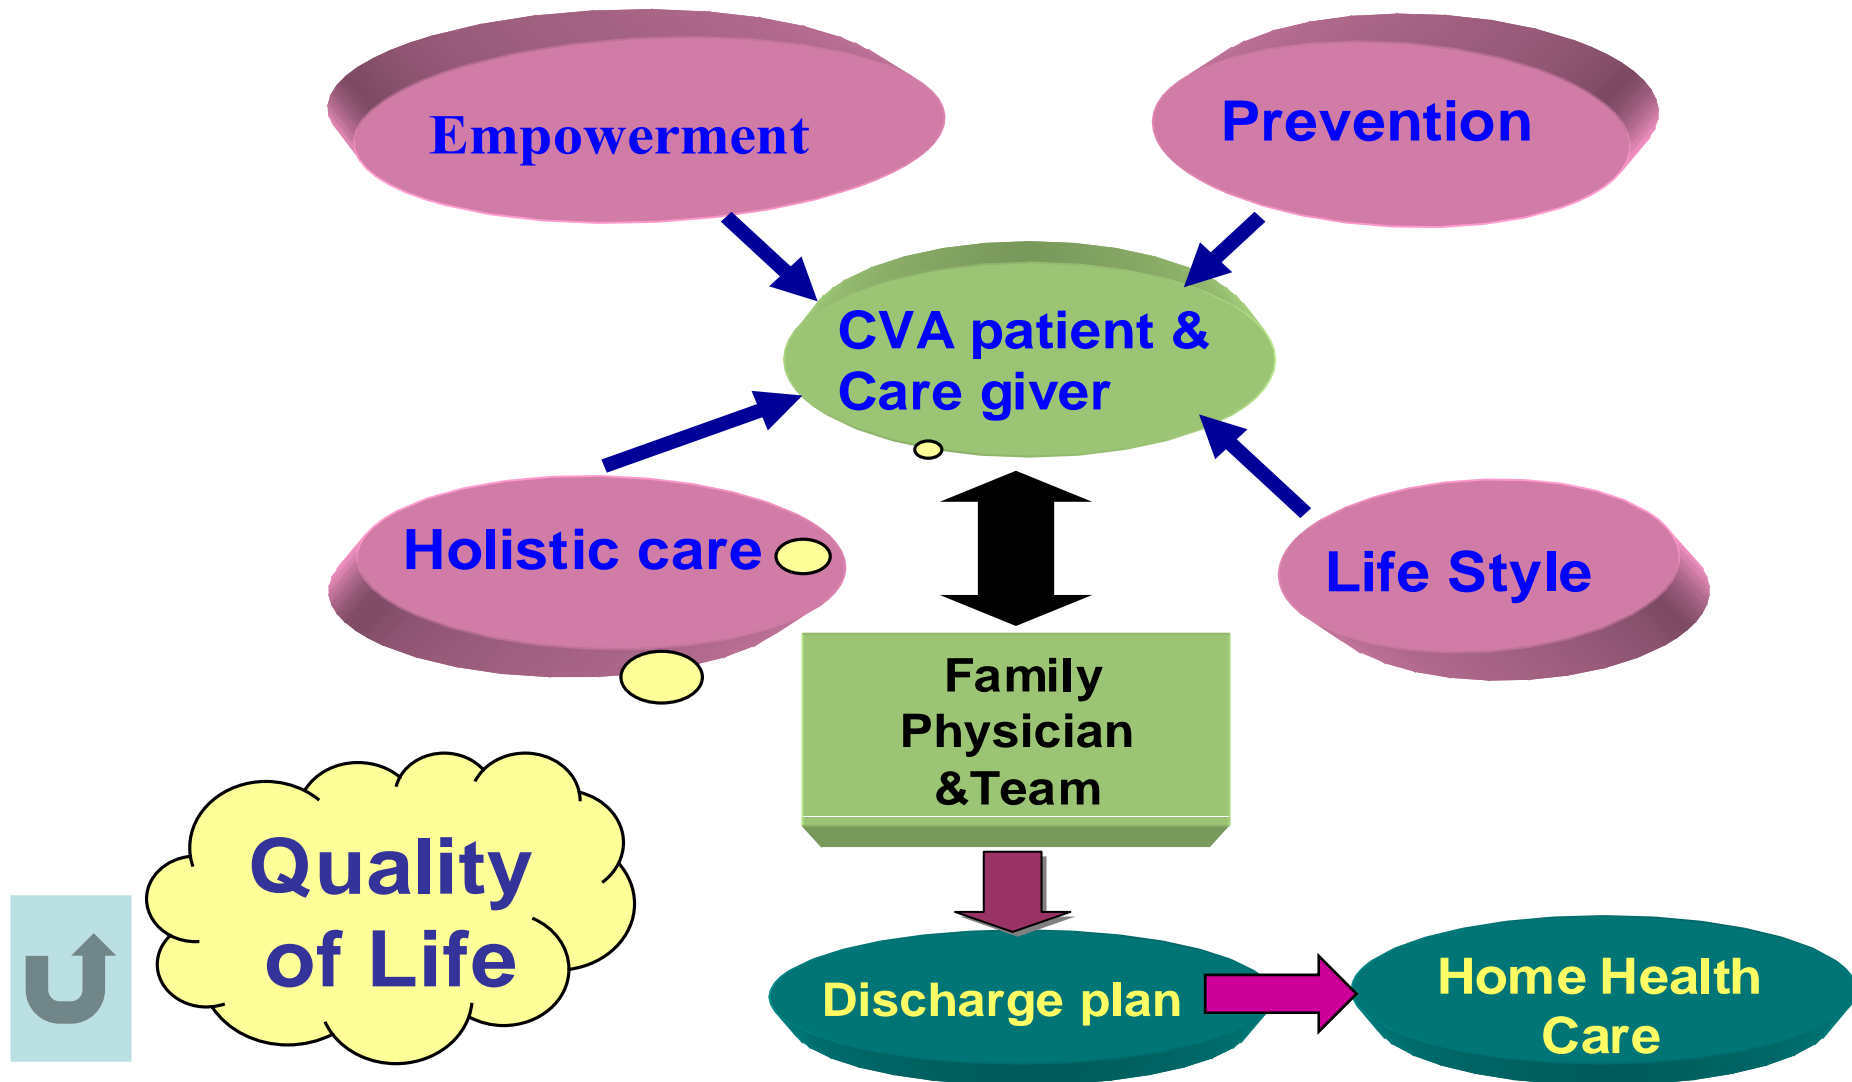 Empowerment
Prevention
CVA patient &
Care giver
Holistic care
Life Style
Family
Physician
&Team
Quality
of Life
Discharge plan
Home Health
Care